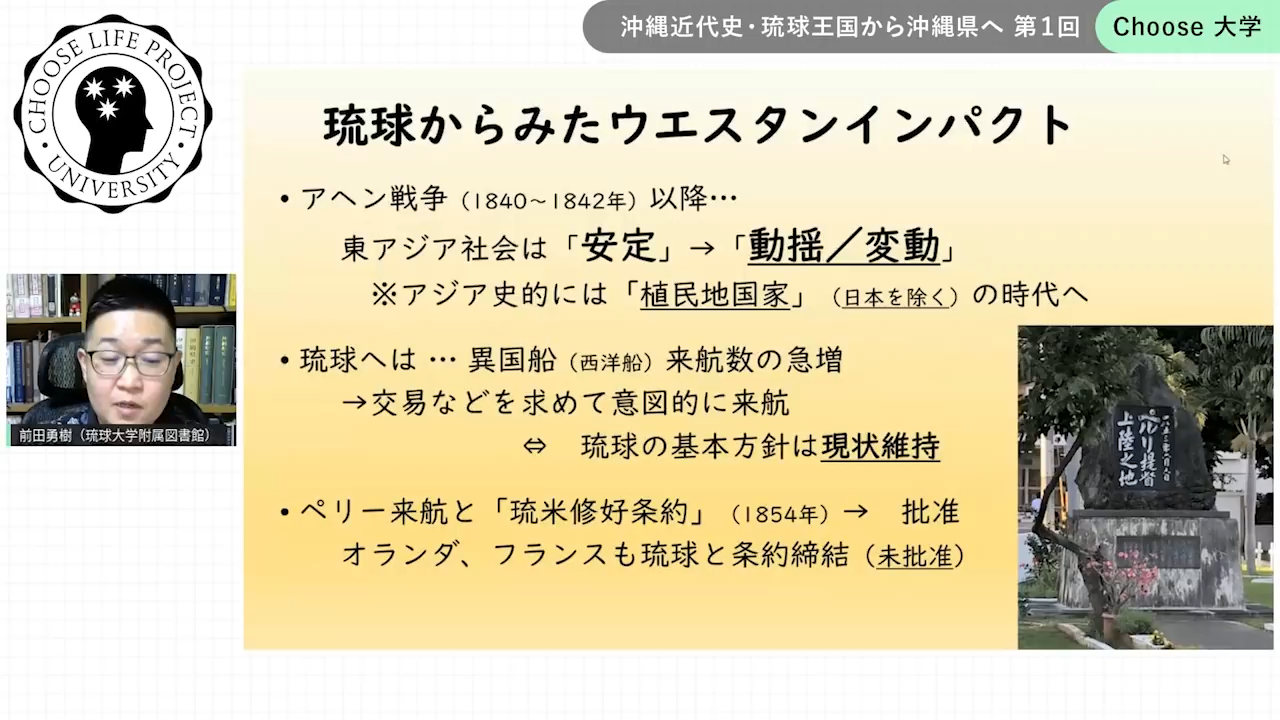 沖縄近代史・琉球王国から沖縄県へ 第1回
Choose 大学
CHOOSE LIFE PROJECT
・UNIVERSITY・
琉球からみたウエスタンインパクト
・アヘン戦争（1840～1842年）以降…
東アジア社会は「安定」→「動揺／変動」
※アジア史的には「植民地国家」（日本を除く）の時代へ
・琉球へは … 異国船（西洋船）来航数の急増
→交易などを求めて意図的に来航
⇔ 琉球の基本方針は現状維持
・ペリー来航と「琉米修好条約」（1854年）→ 批准
オランダ、フランスも琉球と条約締結（未批准）
前田勇樹（琉球大学附属図書館）
ペルリ提督
上陸之地